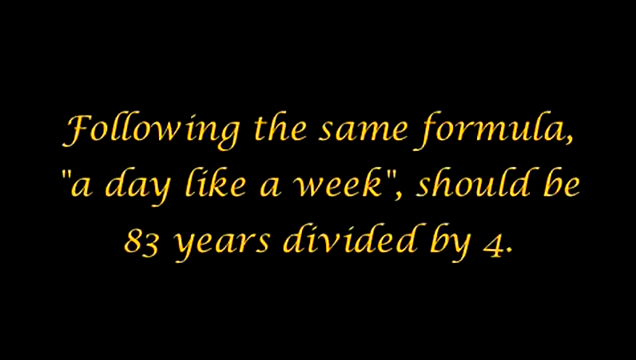 Following the same formula,
"a day like a week", should be
83 years divided by 4.